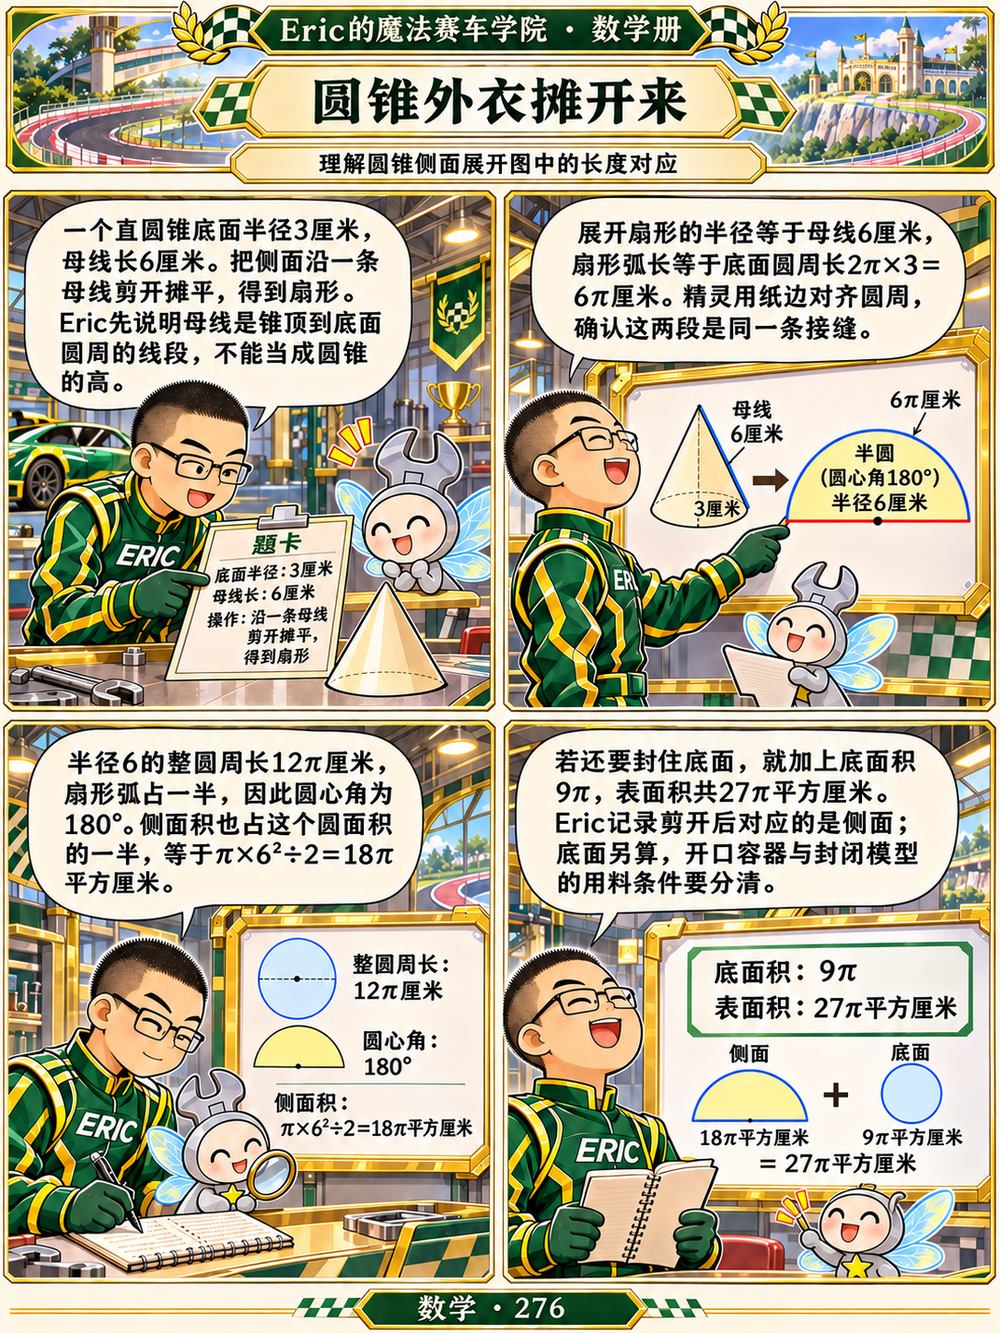 Eric的魔法赛车学院 · 数学册
圆锥外衣摊开来
理解圆锥侧面展开图中的长度对应
一个直圆锥底面半径3厘米，
母线长6厘米。把侧面沿一条
母线剪开摊平，得到扇形。
Eric先说明母线是锥顶到底面
圆周的线段，不能当成圆锥
的高。
ERIC
题卡
底面半径：3厘米
母线长：6厘米
操作：沿一条母线
剪开摊平，
得到扇形
展开扇形的半径等于母线6厘米，
扇形弧长等于底面圆周长2π×3＝
6π厘米。精灵用纸边对齐圆周，
确认这两段是同一条接缝。
母线
6厘米
3厘米
6π厘米
半圆
(圆心角180°)
半径6厘米
ER
半径6的整圆周长12π厘米，
扇形弧占一半，因此圆心角为
180°。侧面积也占这个圆面积
的一半，等于π×6²÷2＝18π
平方厘米。
整圆周长：
12π厘米
圆心角：
180°
侧面积：
π×6²÷2＝18π平方厘米
ERIC
若还要封住底面，就加上底面积
9π，表面积共27π平方厘米。
Eric记录剪开后对应的是侧面；
底面另算，开口容器与封闭模型
的用料条件要分清。
底面积：9π
表面积：27π平方厘米
侧面
底面
+
18π平方厘米
9π平方厘米
＝27π平方厘米
ERIC
数学 · 276